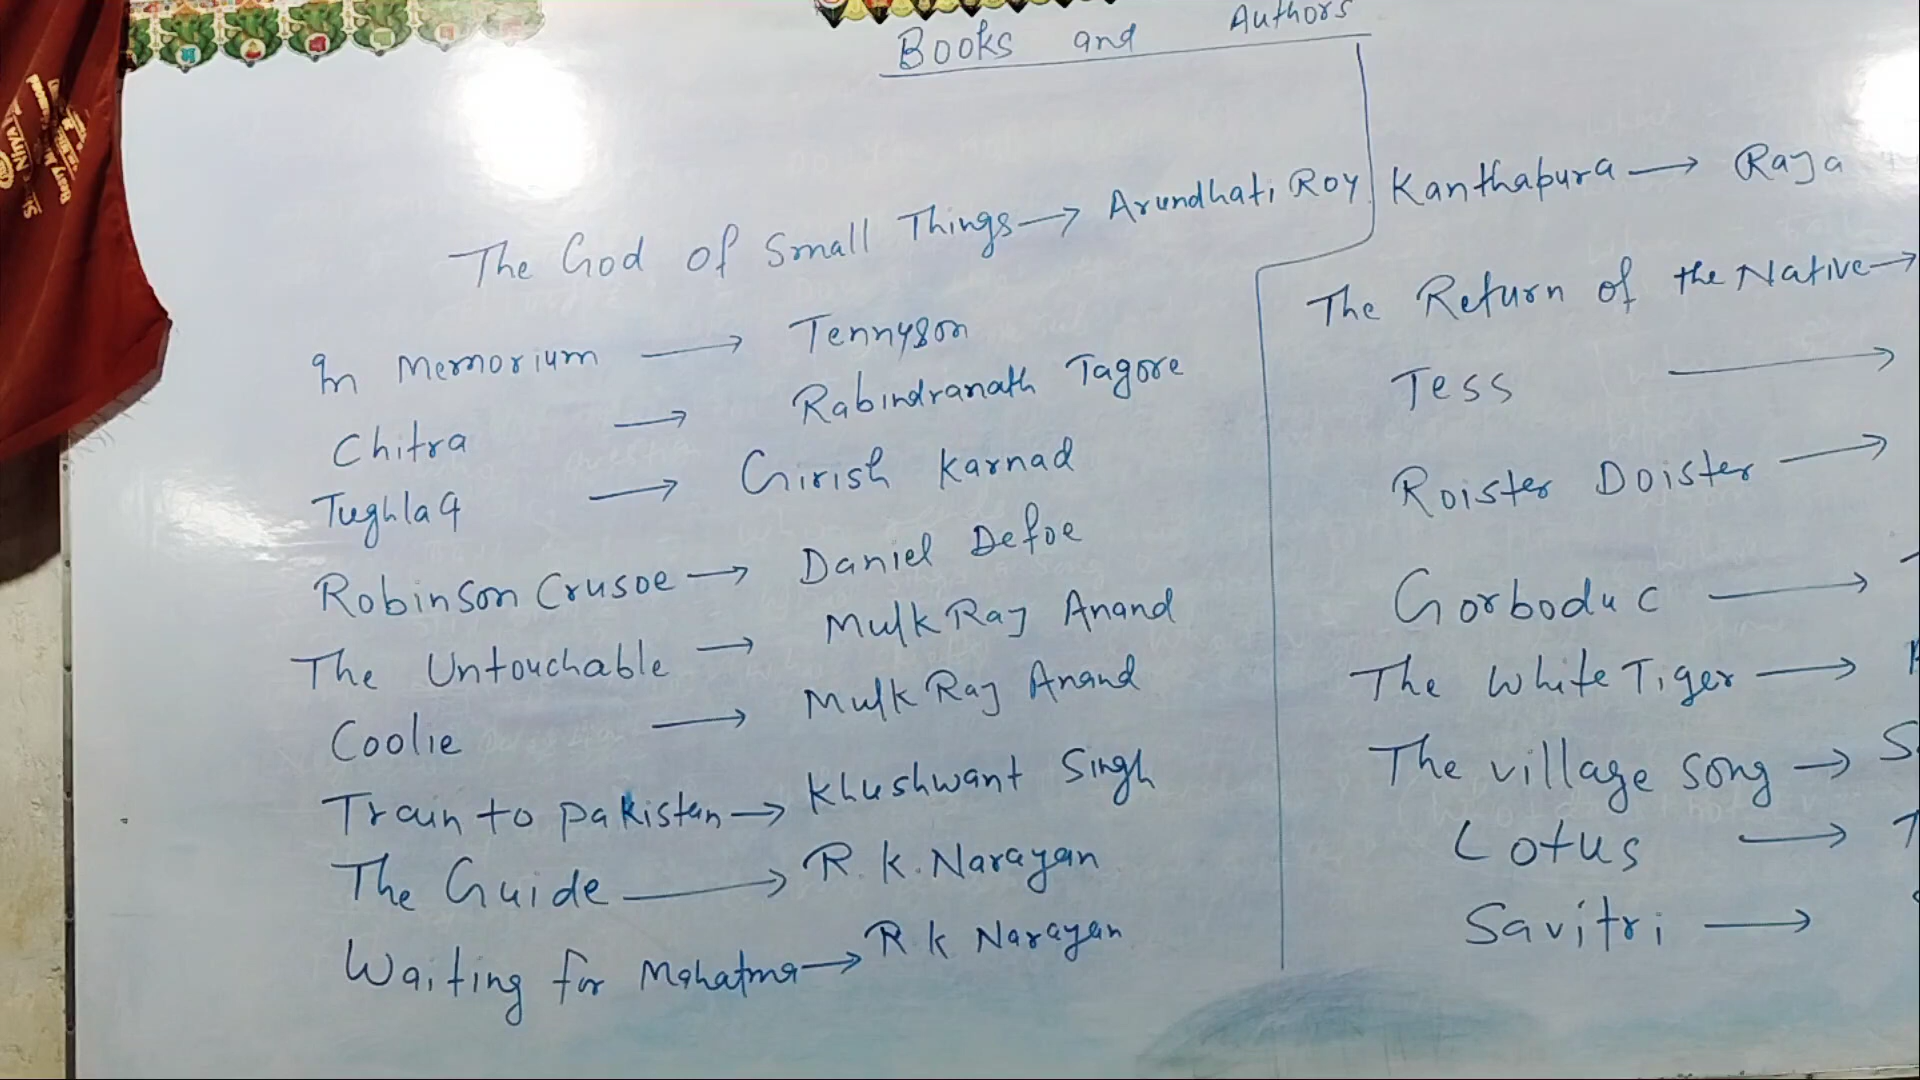 Books and Authors
The God of Small Things → Arundhati Roy
In Memorium → Tennyson
Chitra → Rabindranath Tagore
Tughlaq → Girish Karnad
Robinson Crusoe → Daniel Defoe
The Untouchable → Mulk Raj Anand
Coolie → Mulk Raj Anand
Train to Pakistan → Khushwant Singh
The Guide → R. K. Narayan
Waiting for Mahatma → R K Narayan
Kanthapura → Raja
The Return of the Native →
Tess →
Roister Doister →
Gorboduc →
The White Tiger →
The village song →
Lotus →
Savitri →